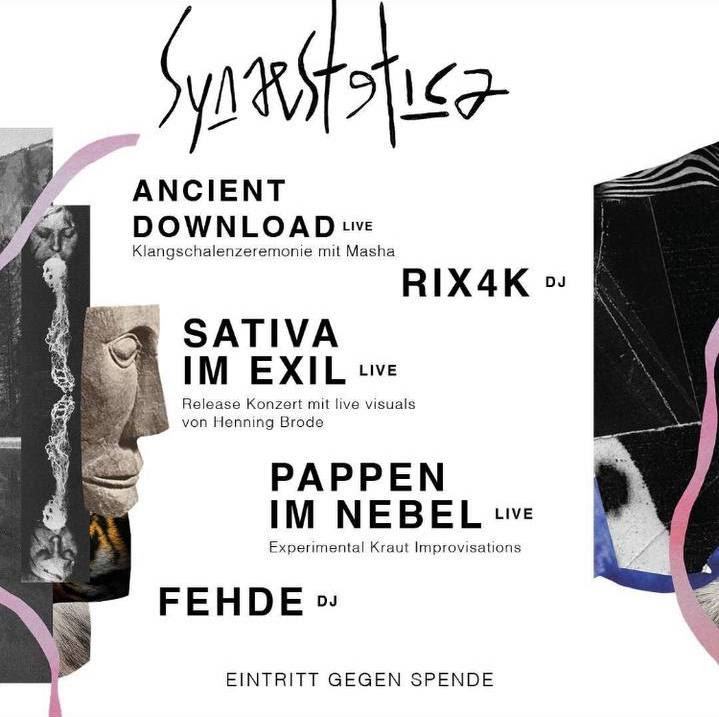 Synæstetica
ANCIENT
DOWNLOAD LIVE
Klangschalenzeremonie mit Masha
RIX4K DJ
SATIVA
IM EXIL LIVE
Release Konzert mit live visuals
von Henning Brode
PAPPEN
IM NEBEL LIVE
Experimental Kraut Improvisations
FEHDE DJ
EINTRITT GEGEN SPENDE